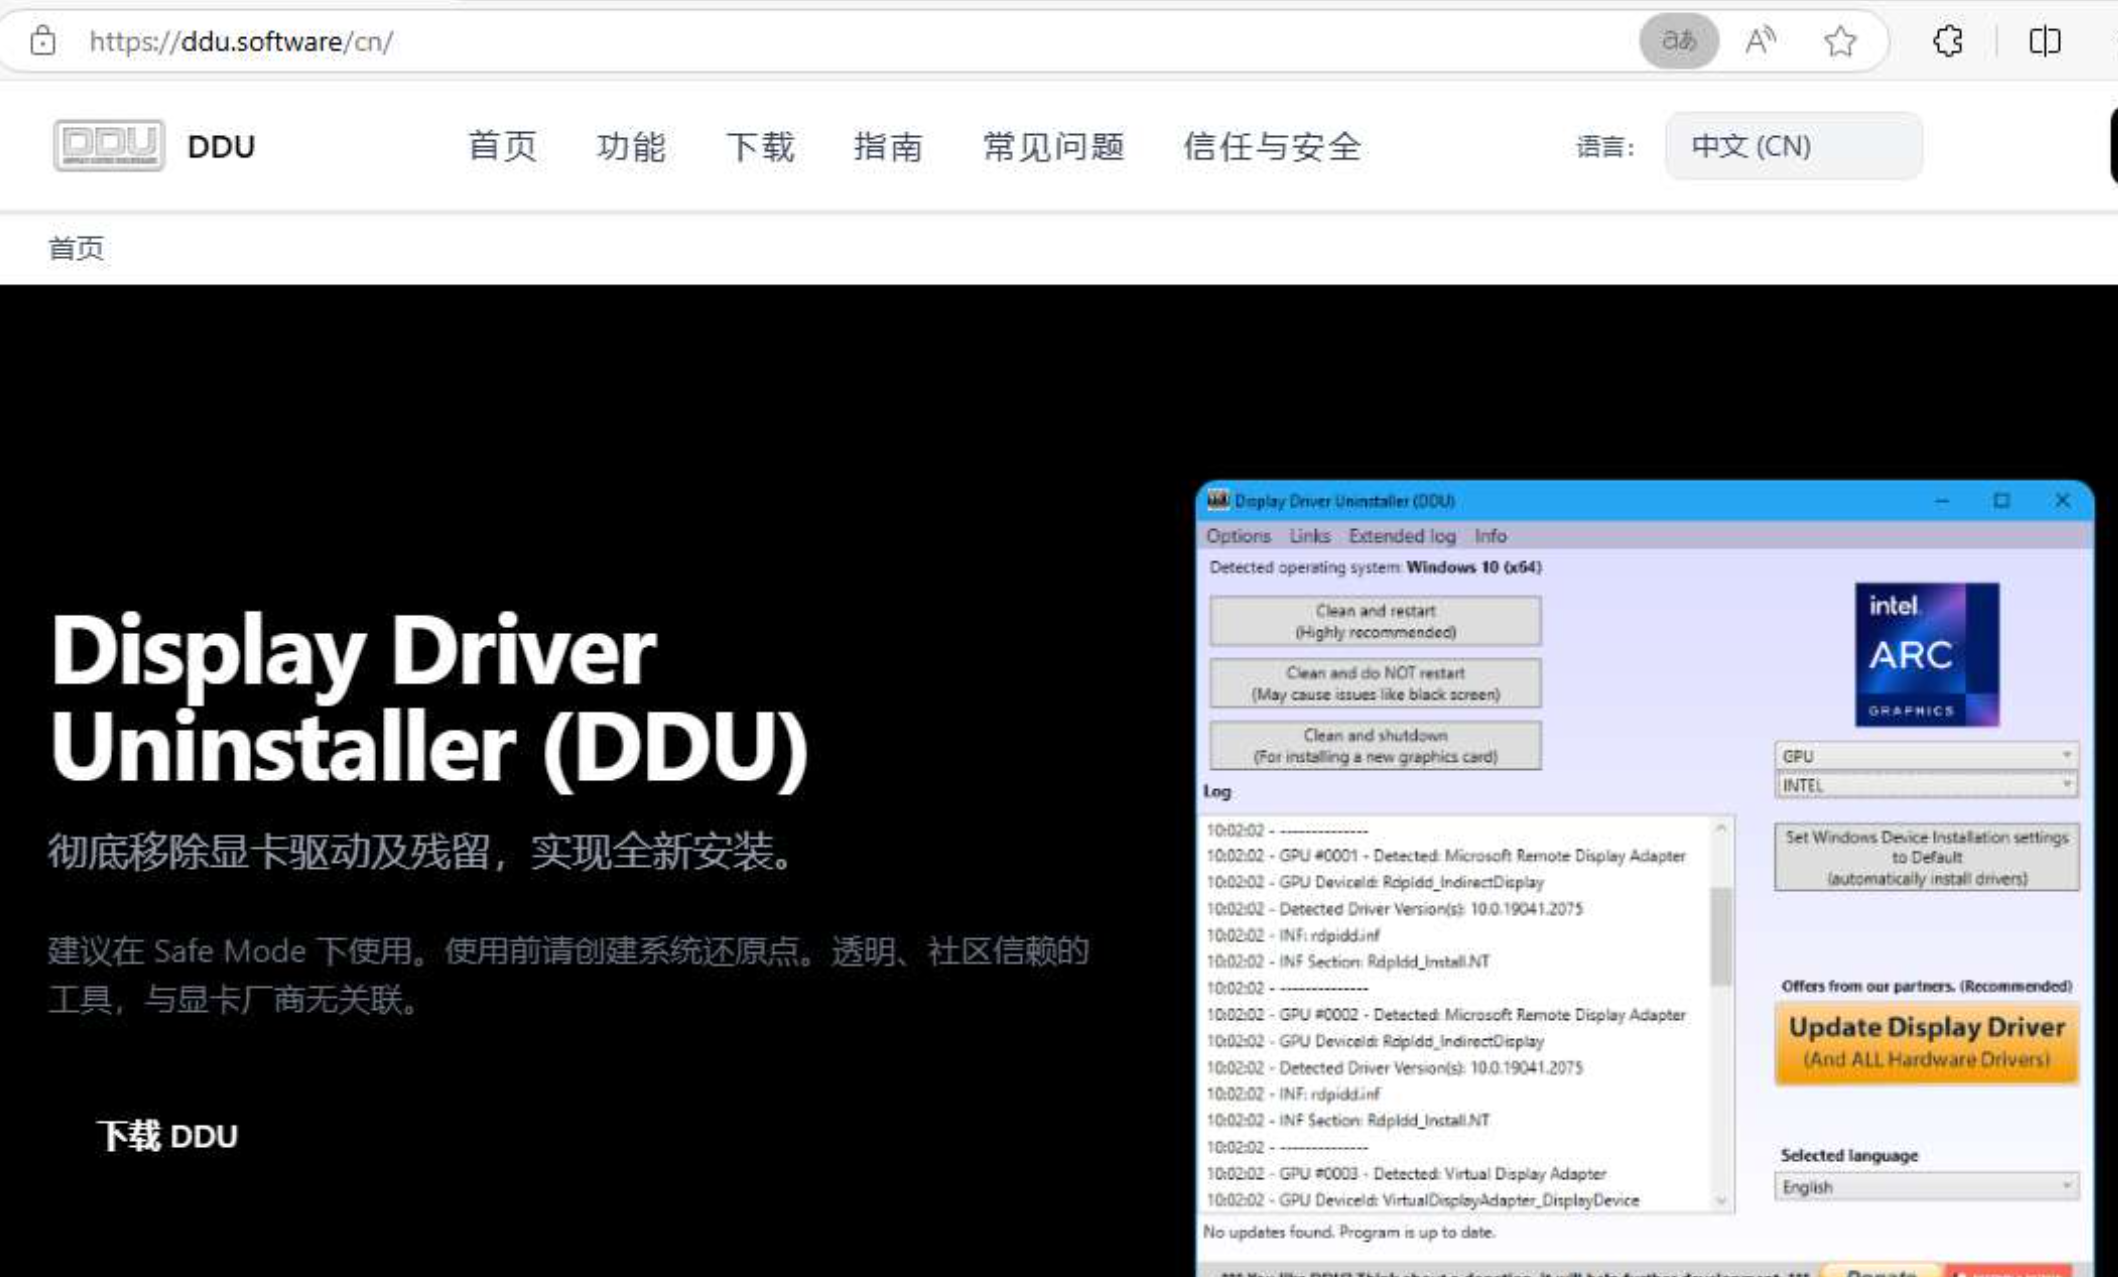 https://ddu.software/cn/
DDU DDU 首页 功能 下载 指南 常见问题 信任与安全 语言: 中文 (CN)
首页
Display Driver
Uninstaller (DDU)
彻底移除显卡驱动及残留，实现全新安装。
建议在 Safe Mode 下使用。使用前请创建系统还原点。透明、社区信赖的
工具，与显卡厂商无关联。
下载 DDU
Display Driver Uninstaller (DDU)
Options Links Extended log Info
Detected operating system: Windows 10 (x64)
Clean and restart
(Highly recommended)
Clean and do NOT restart
(May cause issues like black screen)
Clean and shutdown
(For installing a new graphics card)
Log
10:02:02 - ---------------
10:02:02 - GPU #0001 - Detected: Microsoft Remote Display Adapter
10:02:02 - GPU DeviceId: RdpIdd_IndirectDisplay
10:02:02 - Detected Driver Version(s): 10.0.19041.2075
10:02:02 - INF: rdpidd.inf
10:02:02 - INF Section: RdpIdd_Install.NT
10:02:02 - ---------------
10:02:02 - GPU #0002 - Detected: Microsoft Remote Display Adapter
10:02:02 - GPU DeviceId: RdpIdd_IndirectDisplay
10:02:02 - Detected Driver Version(s): 10.0.19041.2075
10:02:02 - INF: rdpidd.inf
10:02:02 - INF Section: RdpIdd_Install.NT
10:02:02 - ---------------
10:02:02 - GPU #0003 - Detected: Virtual Display Adapter
10:02:02 - GPU DeviceId: VirtualDisplayAdapter_DisplayDevice
No updates found. Program is up to date.
intel
ARC
GRAPHICS
GPU
INTEL
Set Windows Device Installation settings
to Default
(automatically install drivers)
Offers from our partners. (Recommended)
Update Display Driver
(And ALL Hardware Drivers)
Selected language
English
*** You like DDU? Think about a donation, it will help further development. *** Donate